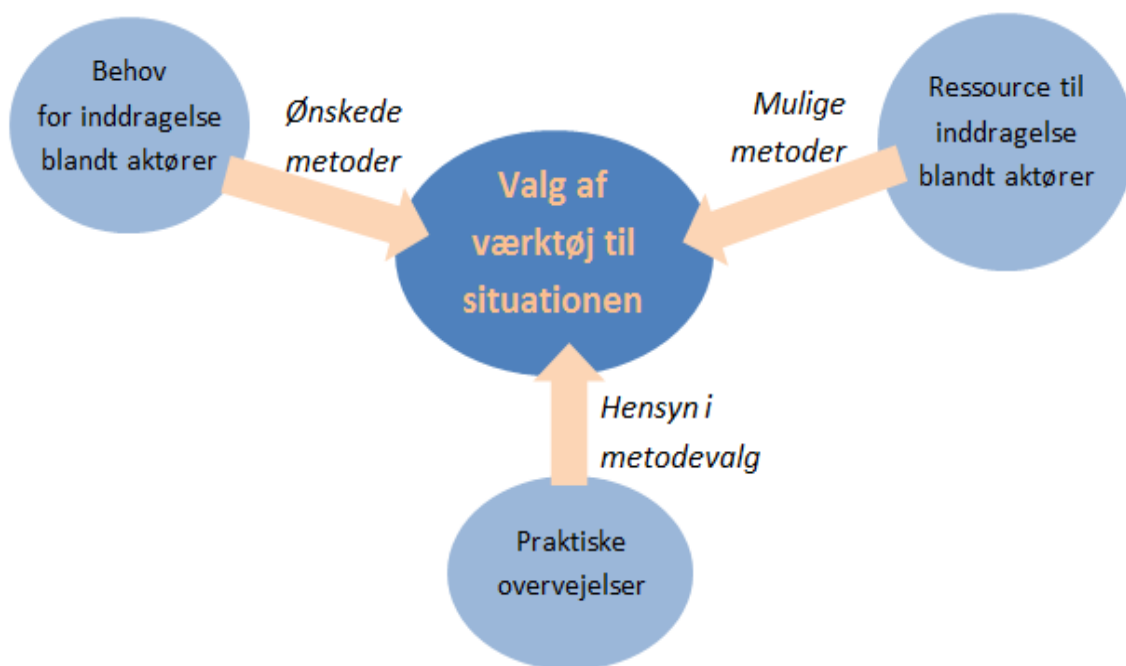 Behov
for inddragelse
blandt aktører
Ønskede
metoder
Valg af
værktøj til
situationen
Mulige
metoder
Ressource til
inddragelse
blandt aktører
Hensyn i
metodevalg
Praktiske
overvejelser